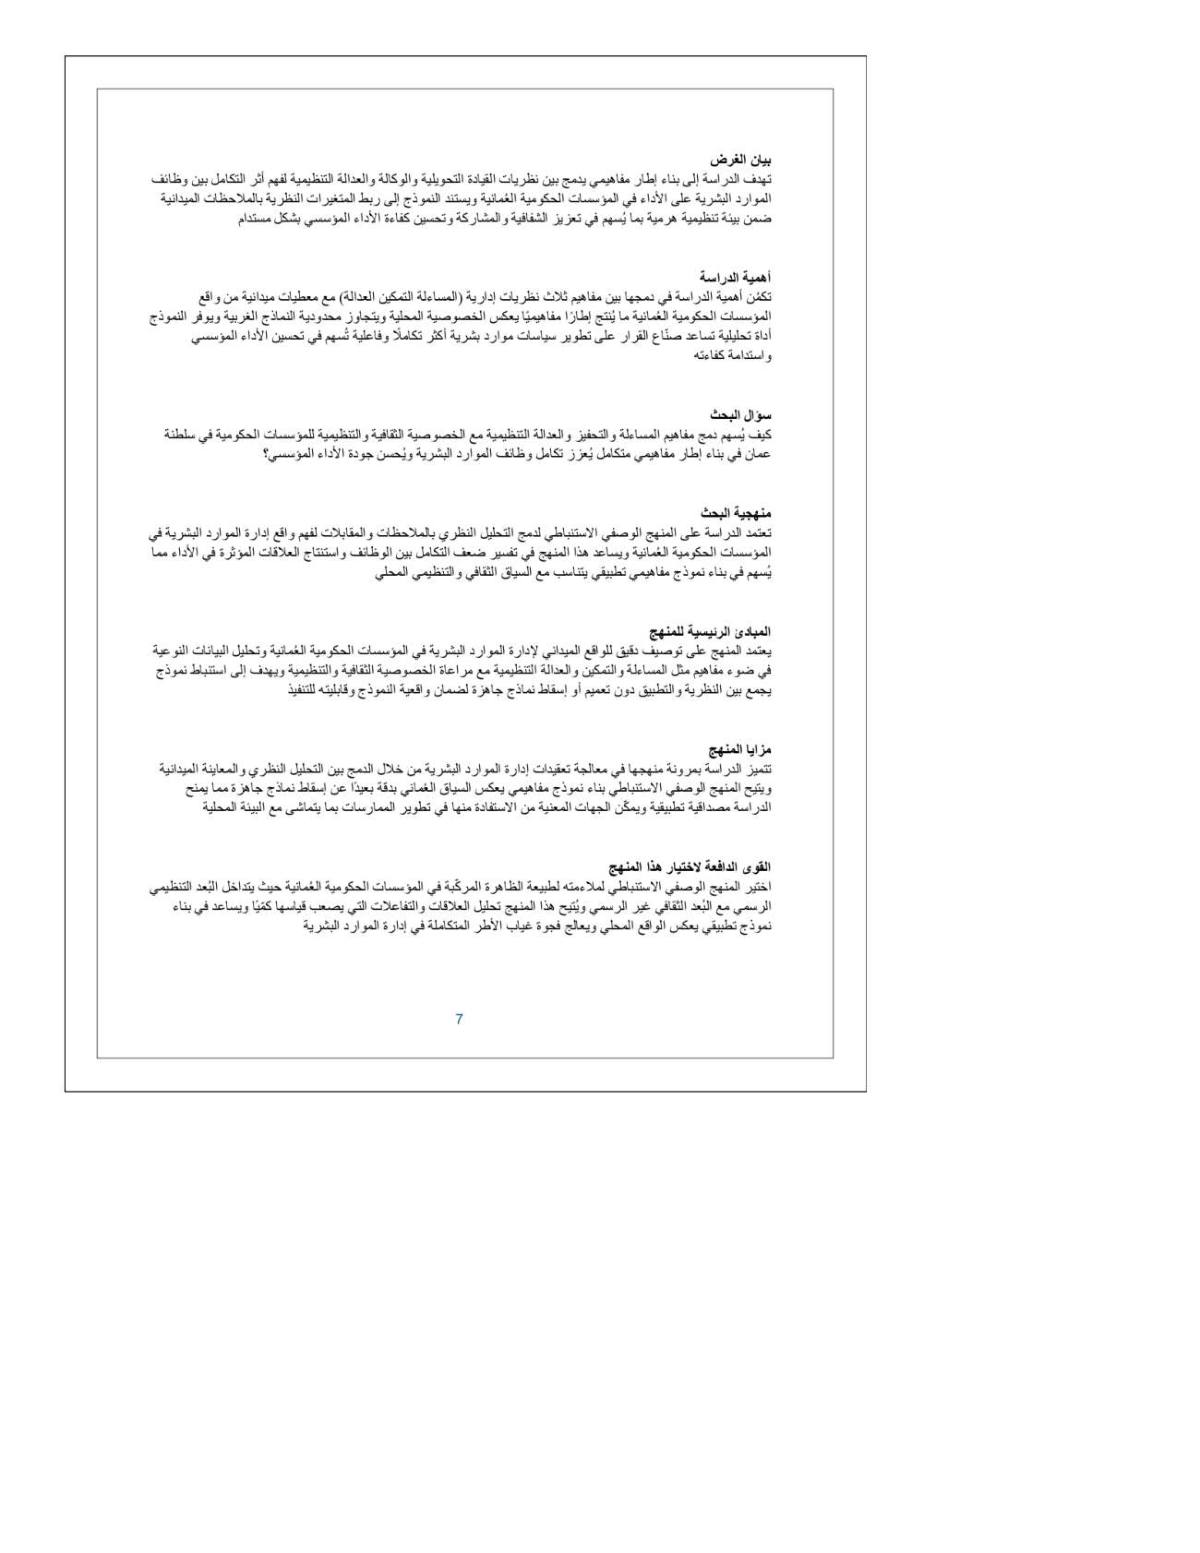 بيان الغرض
تهدف الدراسة إلى بناء إطار مفاهيمي يدمج بين نظريات القيادة التحويلية والوكالة والعدالة التنظيمية لفهم أثر التكامل بين وظائف
الموارد البشرية على الأداء في المؤسسات الحكومية العُمانية ويستند النموذج إلى ربط المتغيرات النظرية بالملاحظات الميدانية
ضمن بيئة تنظيمية هرمية بما يُسهم في تعزيز الشفافية والمشاركة وتحسين كفاءة الأداء المؤسسي بشكل مستدام
أهمية الدراسة
تكمُن أهمية الدراسة في دمجها بين مفاهيم ثلاث نظريات إدارية (المساءلة التمكين العدالة) مع معطيات ميدانية من واقع
المؤسسات الحكومية العُمانية ما يُنتج إطارًا مفاهيميًا يعكس الخصوصية المحلية ويتجاوز محدودية النماذج الغربية ويوفر النموذج
أداة تحليلية تساعد صنّاع القرار على تطوير سياسات موارد بشرية أكثر تكاملًا وفاعلية تُسهم في تحسين الأداء المؤسسي
واستدامة كفاءته
سؤال البحث
كيف يُسهم دمج مفاهيم المساءلة والتحفيز والعدالة التنظيمية مع الخصوصية الثقافية والتنظيمية للمؤسسات الحكومية في سلطنة
عمان في بناء إطار مفاهيمي متكامل يُعزز تكامل وظائف الموارد البشرية ويُحسن جودة الأداء المؤسسي؟
منهجية البحث
تعتمد الدراسة على المنهج الوصفي الاستنباطي لدمج التحليل النظري بالملاحظات والمقابلات لفهم واقع إدارة الموارد البشرية في
المؤسسات الحكومية العُمانية ويساعد هذا المنهج في تفسير ضعف التكامل بين الوظائف واستنتاج العلاقات المؤثرة في الأداء مما
يُسهم في بناء نموذج مفاهيمي تطبيقي يتناسب مع السياق الثقافي والتنظيمي المحلي
المبادئ الرئيسية للمنهج
يعتمد المنهج على توصيف دقيق للواقع الميداني لإدارة الموارد البشرية في المؤسسات الحكومية العُمانية وتحليل البيانات النوعية
في ضوء مفاهيم مثل المساءلة والتمكين والعدالة التنظيمية مع مراعاة الخصوصية الثقافية والتنظيمية ويهدف إلى استنباط نموذج
يجمع بين النظرية والتطبيق دون تعميم أو إسقاط نماذج جاهزة لضمان واقعية النموذج وقابليته للتنفيذ
مزايا المنهج
تتميز الدراسة بمرونة منهجها في معالجة تعقيدات إدارة الموارد البشرية من خلال الدمج بين التحليل النظري والمعاينة الميدانية
ويتيح المنهج الوصفي الاستنباطي بناء نموذج مفاهيمي يعكس السياق العُماني بدقة بعيدًا عن إسقاط نماذج جاهزة مما يمنح
الدراسة مصداقية تطبيقية ويمكّن الجهات المعنية من الاستفادة منها في تطوير الممارسات بما يتماشى مع البيئة المحلية
القوى الدافعة لاختيار هذا المنهج
اختير المنهج الوصفي الاستنباطي لملاءمته لطبيعة الظاهرة المركّبة في المؤسسات الحكومية العُمانية حيث يتداخل البُعد التنظيمي
الرسمي مع البُعد الثقافي غير الرسمي ويُتيح هذا المنهج تحليل العلاقات والتفاعلات التي يصعب قياسها كمّيًا ويساعد في بناء
نموذج تطبيقي يعكس الواقع المحلي ويعالج فجوة غياب الأطر المتكاملة في إدارة الموارد البشرية
7